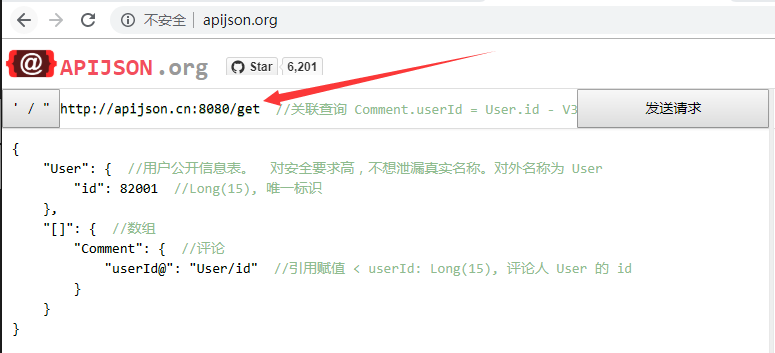 不安全 | apijson.org
@ APIJSON.org Star 6,201
' / " http://apijson.cn:8080/get //关联查询 Comment.userId = User.id - V3 发送请求
{
"User": { //用户公开信息表。 对安全要求高，不想泄漏真实名称。对外名称为 User
"id": 82001 //Long(15), 唯一标识
},
"[]": { //数组
"Comment": { //评论
"userId@": "User/id" //引用赋值 < userId: Long(15), 评论人 User 的 id
}
}
}